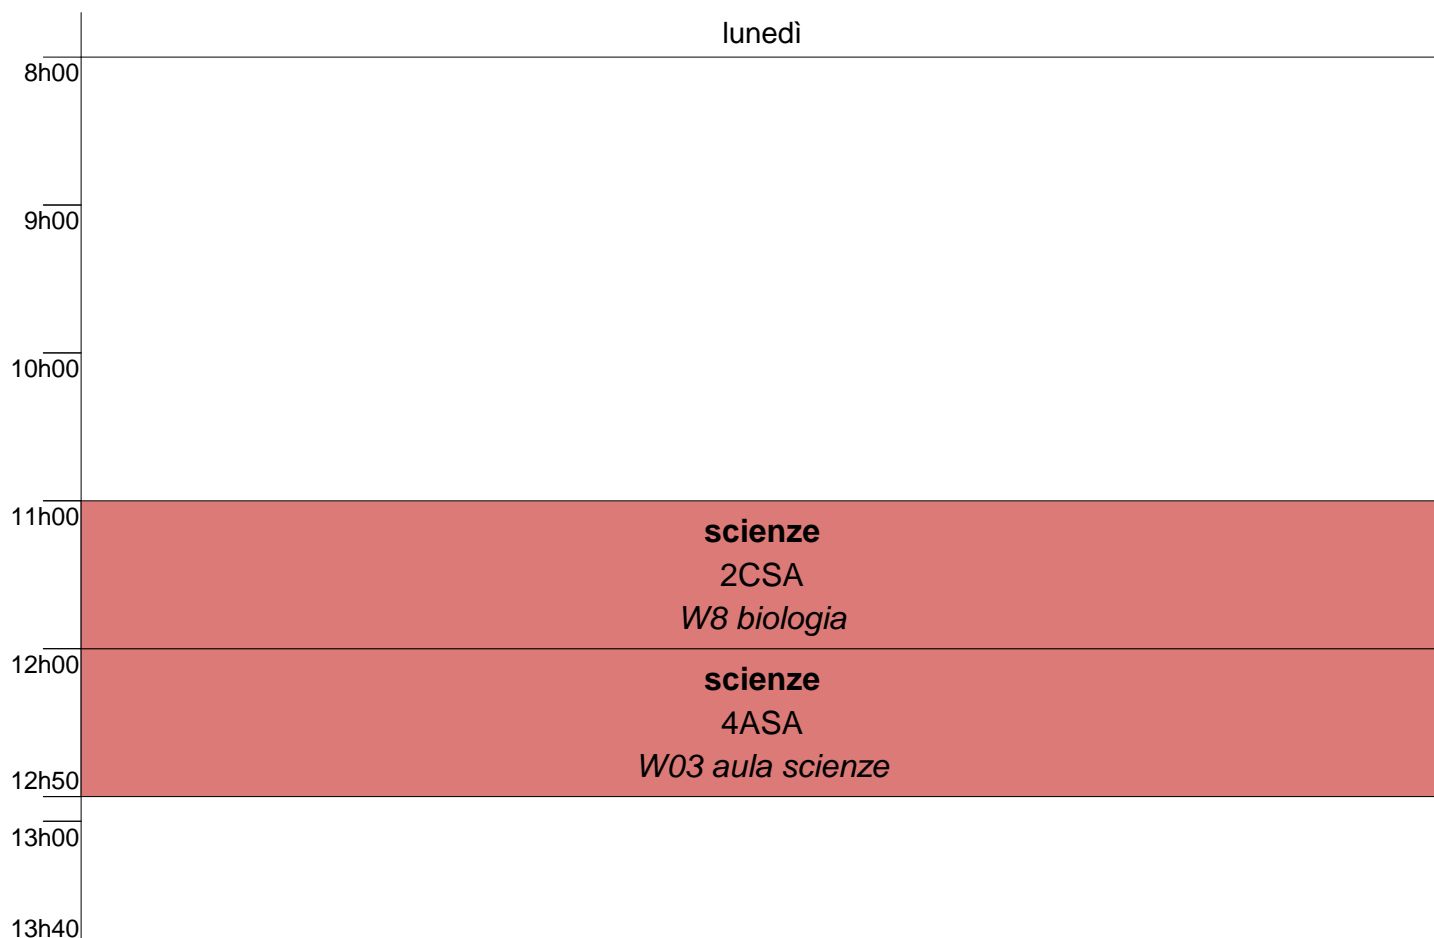 lunedì
8h00
9h00
10h00
11h00
scienze
2CSA
W8 biologia
12h00
scienze
4ASA
W03 aula scienze
12h50
13h00
13h40